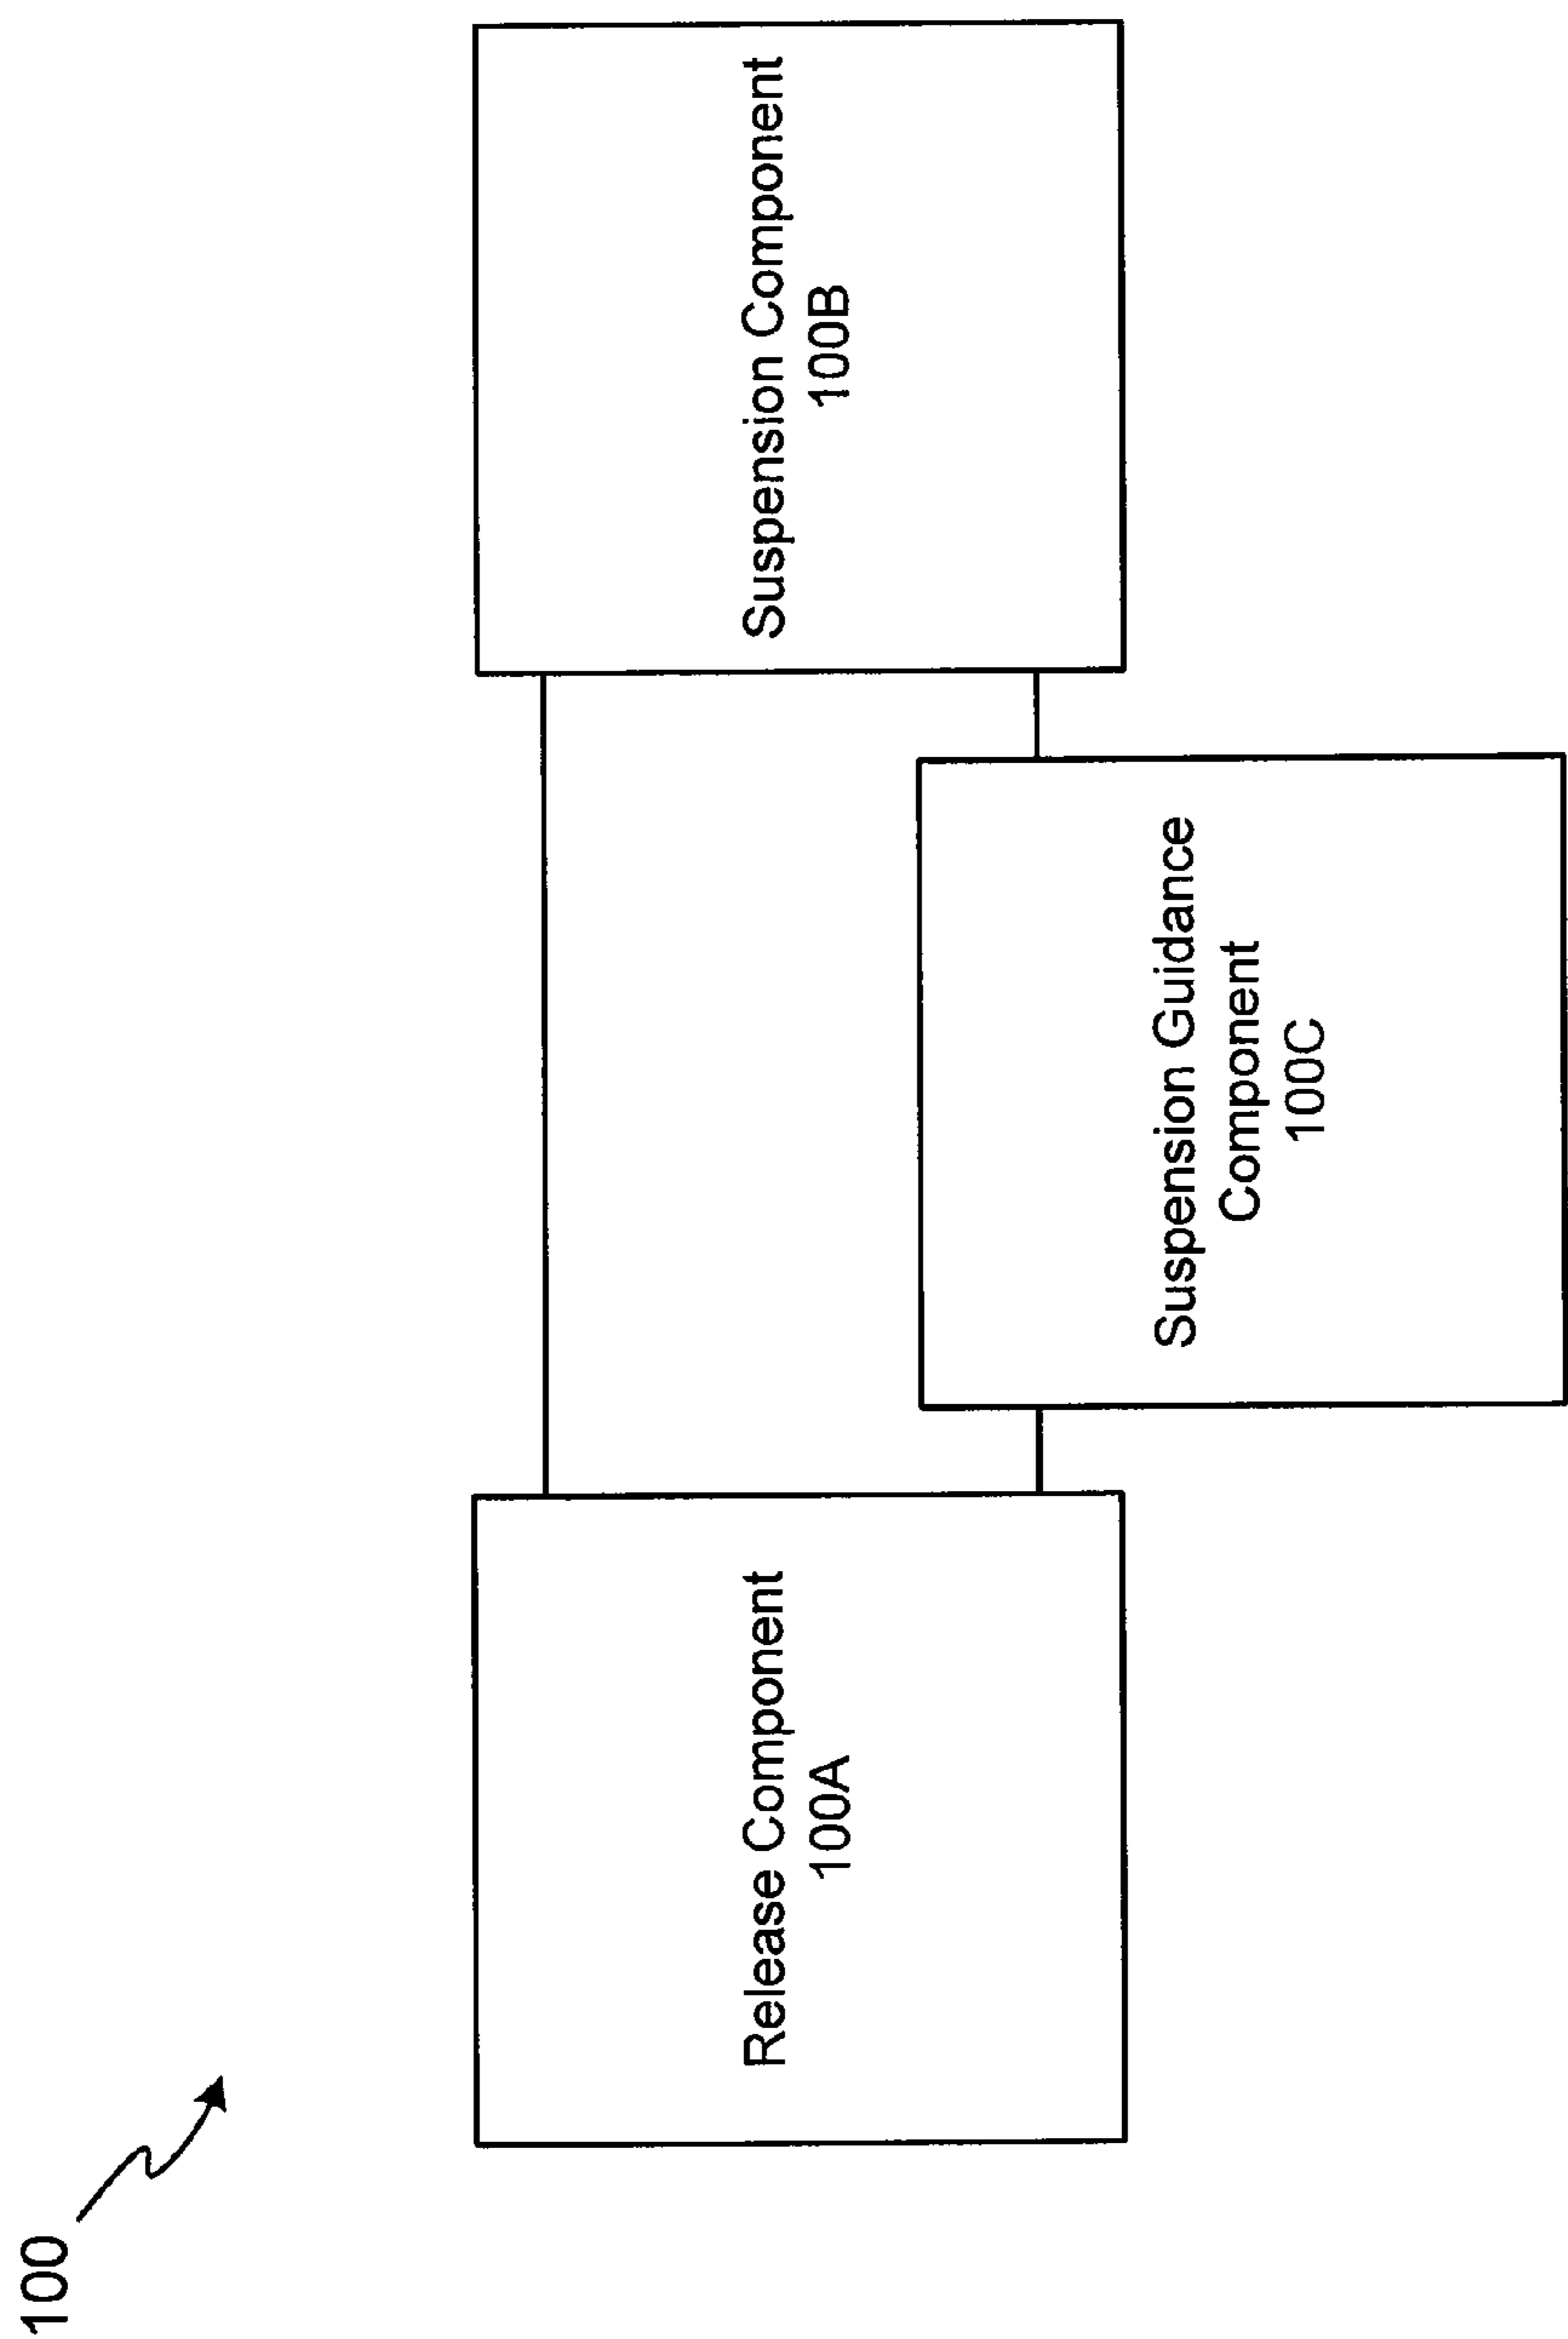 100
Release Component
100A
Suspension Component
100B
Suspension Guidance
Component
100C